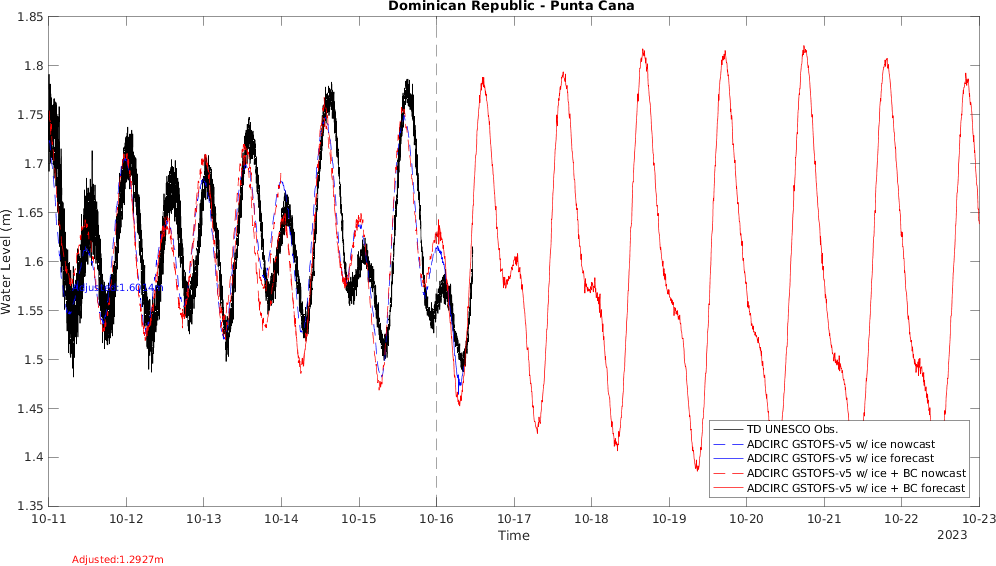 Dominican Republic - Punta Cana
1.85
1.8
1.75
1.7
1.65
1.6
1.55
1.5
1.45
1.4
1.35
Water Level (m)
TD UNESCO Obs.
ADCIRC GSTOFS-v5 w/ ice nowcast
ADCIRC GSTOFS-v5 w/ ice forecast
ADCIRC GSTOFS-v5 w/ ice + BC nowcast
ADCIRC GSTOFS-v5 w/ ice + BC forecast
10-11 10-12 10-13 10-14 10-15 10-16 10-17 10-18 10-19 10-20 10-21 10-22 10-23
Time
2023
Adjusted:1.2927m